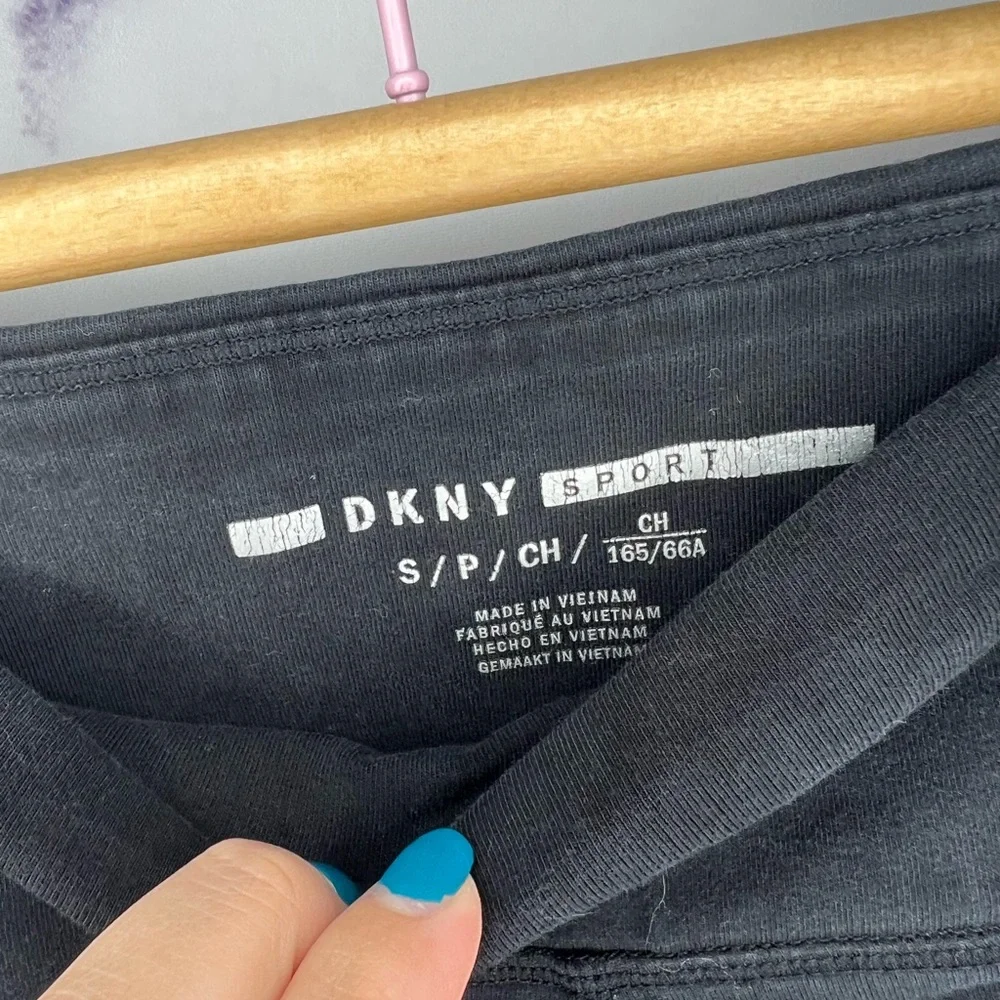 DKNY SPORT
S/P/CH/ CH
165/66A
MADE IN VIETNAM
FABRIQUÉ AU VIETNAM
HECHO EN VIETNAM
GEMAAKT IN VIETNAM